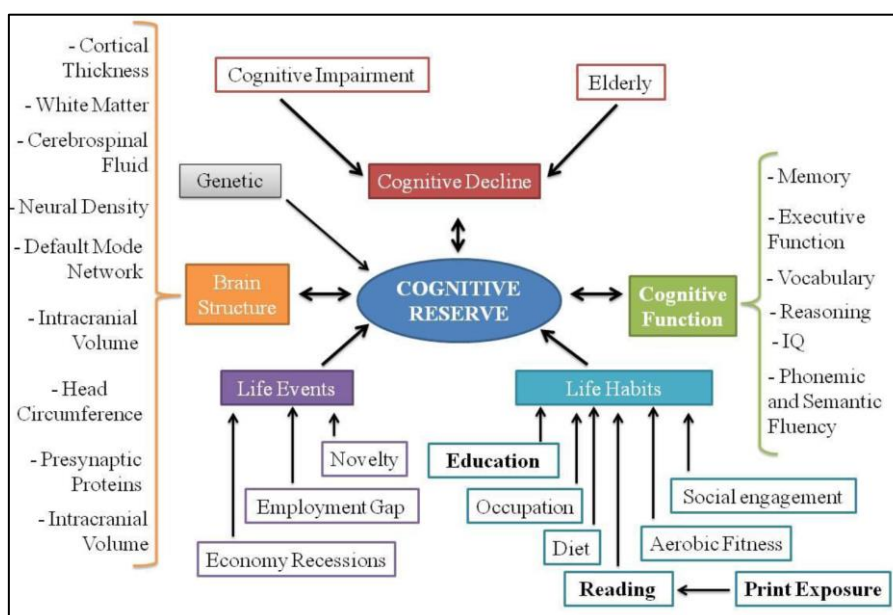 - Cortical
Thickness
- White Matter
- Cerebrospinal
Fluid
- Neural Density
- Default Mode
Network
- Intracranial
Volume
- Head
Circumference
- Presynaptic
Proteins
- Intracranial
Volume
Cognitive Impairment
Elderly
Genetic
Cognitive Decline
Brain
Structure
COGNITIVE
RESERVE
Cognitive
Function
- Memory
- Executive
Function
- Vocabulary
- Reasoning
- IQ
- Phonemic
and Semantic
Fluency
Life Events
Life Habits
Novelty
Employment Gap
Economy Recessions
Education
Occupation
Diet
Reading
Print Exposure
Aerobic Fitness
Social engagement